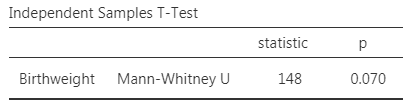 Independent Samples T-Test
statistic p
Birthweight Mann-Whitney U 148 0.070